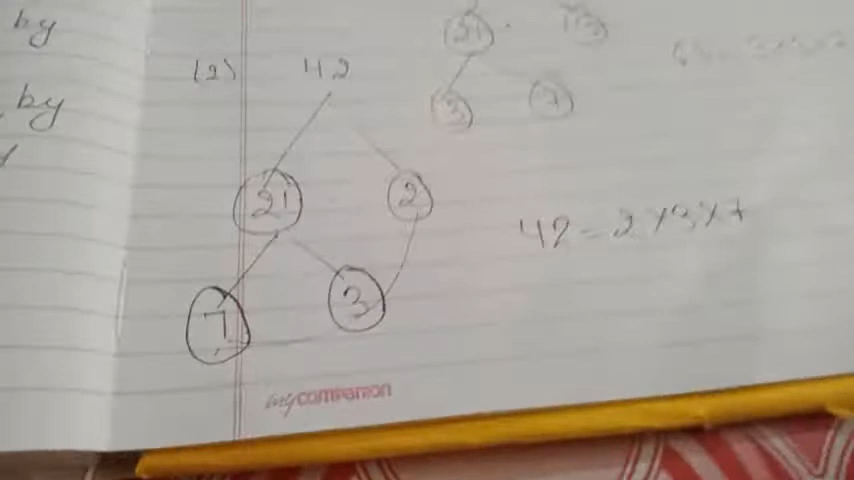 by
by
(2) 42
21 2
7 3
42 = 2×3×7
21
3 7
mycompanion